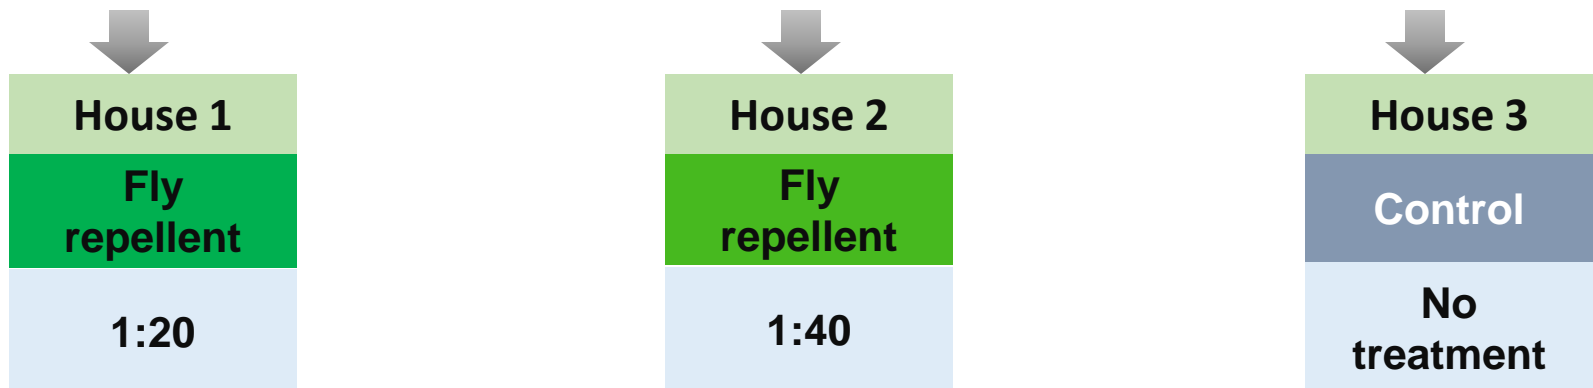 House 1
Fly
repellent
1:20
House 2
Fly
repellent
1:40
House 3
Control
No
treatment